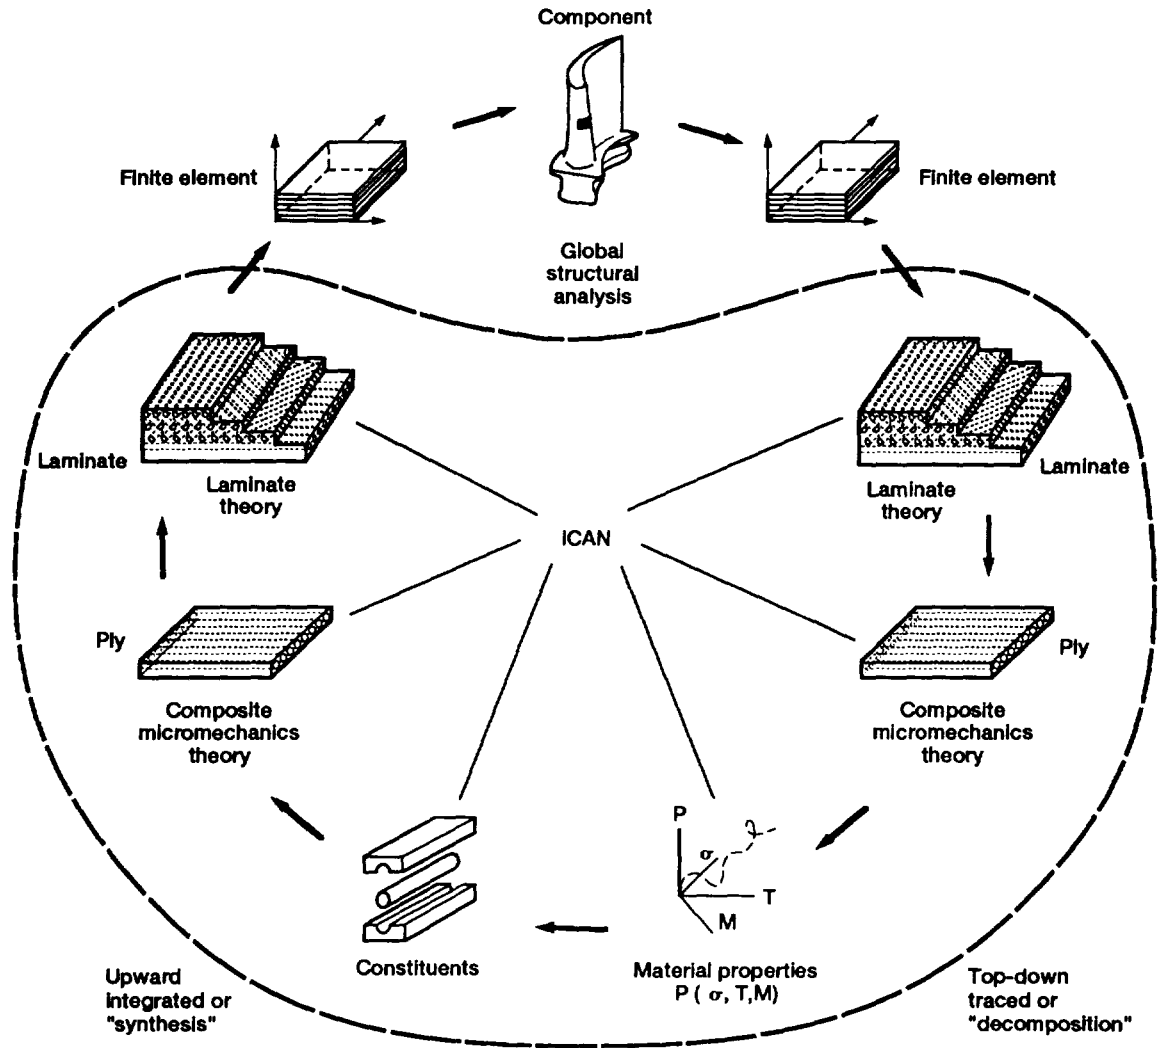 Component
Finite element
Finite element
Global
structural
analysis
Laminate
Laminate
theory
Laminate
Laminate
theory
ICAN
Ply
Ply
Composite
micromechanics
theory
Composite
micromechanics
theory
P
σ
T
M
Constituents
Material properties
P ( σ, T,M)
Upward
integrated or
"synthesis"
Top-down
traced or
"decomposition"